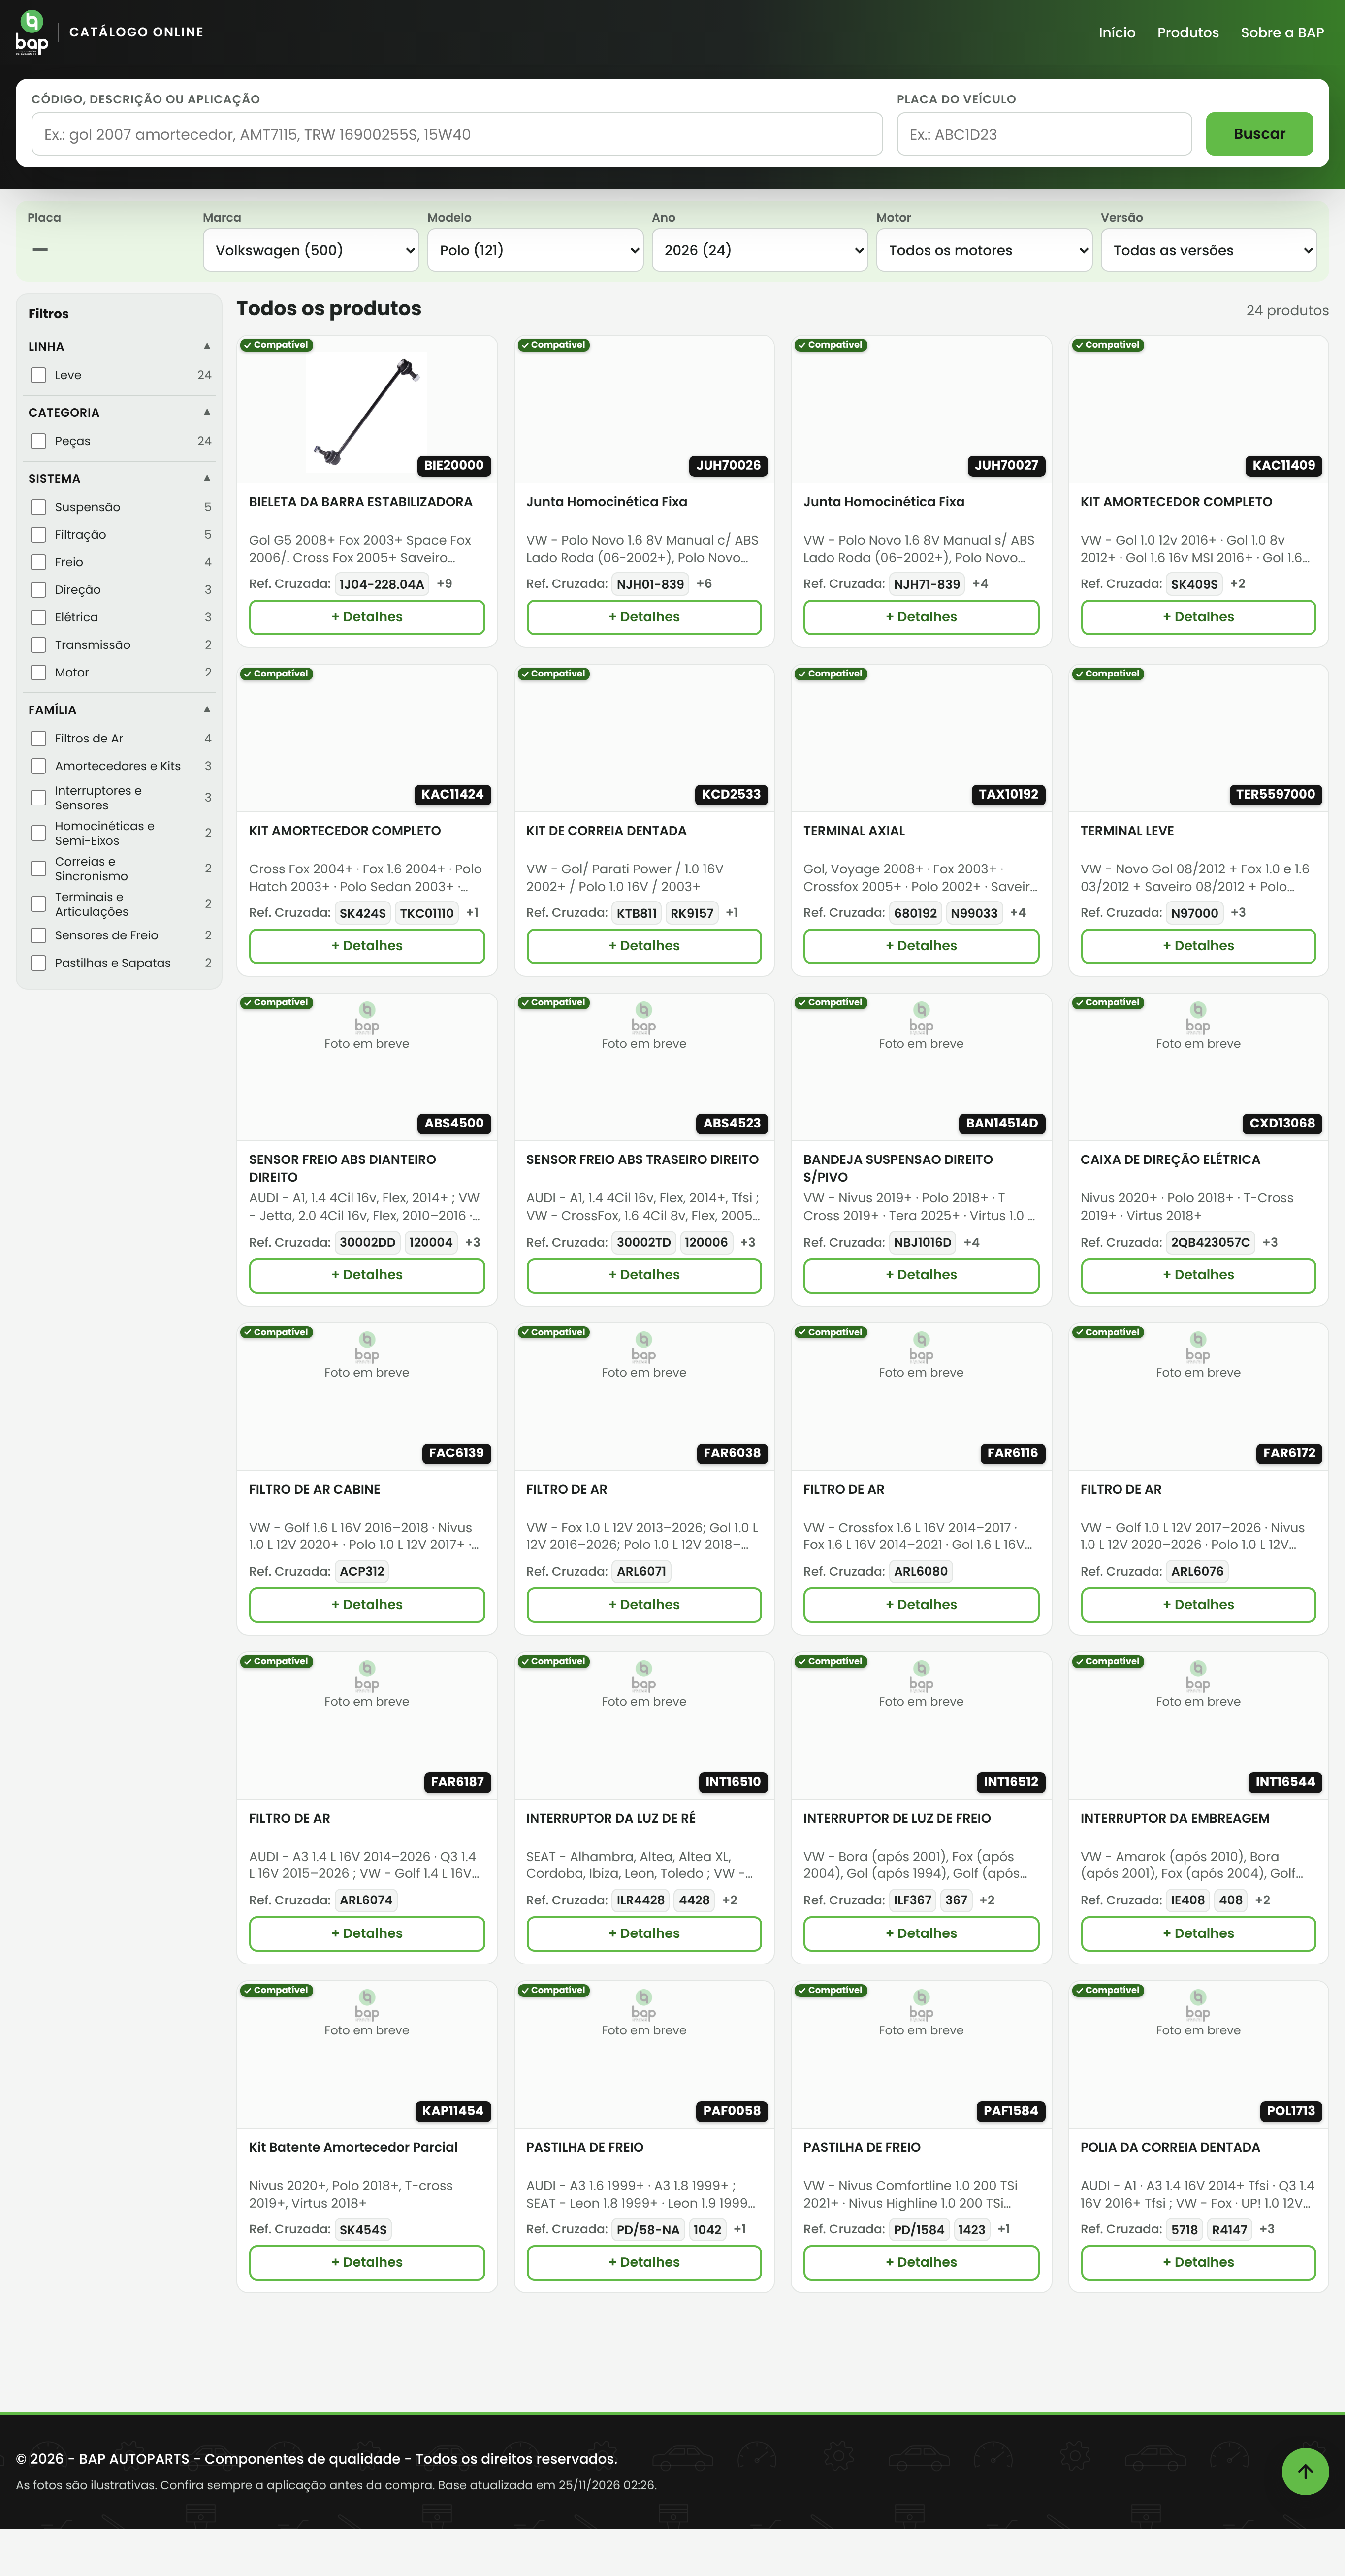 bap
CATÁLOGO ONLINE
Início
Produtos
Sobre a BAP
CÓDIGO, DESCRIÇÃO OU APLICAÇÃO
Ex.: gol 2007 amortecedor, AMT7115, TRW 16900255S, 15W40
PLACA DO VEÍCULO
Ex.: ABC1D23
Buscar
Placa
—
Marca
Volkswagen (500)
Modelo
Polo (121)
Ano
2026 (24)
Motor
Todos os motores
Versão
Todas as versões
Filtros
LINHA
Leve 24
CATEGORIA
Peças 24
SISTEMA
Suspensão 5
Filtração 5
Freio 4
Direção 3
Elétrica 3
Transmissão 2
Motor 2
FAMÍLIA
Filtros de Ar 4
Amortecedores e Kits 3
Interruptores e
Sensores 3
Homocinéticas e
Semi-Eixos 2
Correias e
Sincronismo 2
Terminais e
Articulações 2
Sensores de Freio 2
Pastilhas e Sapatas 2
Todos os produtos
24 produtos
✓ Compatível
BIE20000
BIELETA DA BARRA ESTABILIZADORA
Gol G5 2008+ Fox 2003+ Space Fox
2006/. Cross Fox 2005+ Saveiro...
Ref. Cruzada: 1J04-228.04A +9
+ Detalhes
✓ Compatível
JUH70026
Junta Homocinética Fixa
VW - Polo Novo 1.6 8V Manual c/ ABS
Lado Roda (06-2002+), Polo Novo...
Ref. Cruzada: NJH01-839 +6
+ Detalhes
✓ Compatível
JUH70027
Junta Homocinética Fixa
VW - Polo Novo 1.6 8V Manual s/ ABS
Lado Roda (06-2002+), Polo Novo...
Ref. Cruzada: NJH71-839 +4
+ Detalhes
✓ Compatível
KAC11409
KIT AMORTECEDOR COMPLETO
VW - Gol 1.0 12v 2016+ · Gol 1.0 8v
2012+ · Gol 1.6 16v MSI 2016+ · Gol 1.6...
Ref. Cruzada: SK409S +2
+ Detalhes
✓ Compatível
KAC11424
KIT AMORTECEDOR COMPLETO
Cross Fox 2004+ · Fox 1.6 2004+ · Polo
Hatch 2003+ · Polo Sedan 2003+ ·...
Ref. Cruzada: SK424S TKC01110 +1
+ Detalhes
✓ Compatível
KCD2533
KIT DE CORREIA DENTADA
VW - Gol/ Parati Power / 1.0 16V
2002+ / Polo 1.0 16V / 2003+
Ref. Cruzada: KTB811 RK9157 +1
+ Detalhes
✓ Compatível
TAX10192
TERMINAL AXIAL
Gol, Voyage 2008+ · Fox 2003+ ·
Crossfox 2005+ · Polo 2002+ · Saveir...
Ref. Cruzada: 680192 N99033 +4
+ Detalhes
✓ Compatível
TER5597000
TERMINAL LEVE
VW - Novo Gol 08/2012 + Fox 1.0 e 1.6
03/2012 + Saveiro 08/2012 + Polo...
Ref. Cruzada: N97000 +3
+ Detalhes
✓ Compatível
bap
Foto em breve
ABS4500
SENSOR FREIO ABS DIANTEIRO
DIREITO
AUDI - A1, 1.4 4Cil 16v, Flex, 2014+ ; VW
- Jetta, 2.0 4Cil 16v, Flex, 2010–2016 ·...
Ref. Cruzada: 30002DD 120004 +3
+ Detalhes
✓ Compatível
bap
Foto em breve
ABS4523
SENSOR FREIO ABS TRASEIRO DIREITO
AUDI - A1, 1.4 4Cil 16v, Flex, 2014+, Tfsi ;
VW - CrossFox, 1.6 4Cil 8v, Flex, 2005...
Ref. Cruzada: 30002TD 120006 +3
+ Detalhes
✓ Compatível
bap
Foto em breve
BAN14514D
BANDEJA SUSPENSAO DIREITO
S/PIVO
VW - Nivus 2019+ · Polo 2018+ · T
Cross 2019+ · Tera 2025+ · Virtus 1.0 ...
Ref. Cruzada: NBJ1016D +4
+ Detalhes
✓ Compatível
bap
Foto em breve
CXD13068
CAIXA DE DIREÇÃO ELÉTRICA
Nivus 2020+ · Polo 2018+ · T-Cross
2019+ · Virtus 2018+
Ref. Cruzada: 2QB423057C +3
+ Detalhes
✓ Compatível
bap
Foto em breve
FAC6139
FILTRO DE AR CABINE
VW - Golf 1.6 L 16V 2016–2018 · Nivus
1.0 L 12V 2020+ · Polo 1.0 L 12V 2017+ ·...
Ref. Cruzada: ACP312
+ Detalhes
✓ Compatível
bap
Foto em breve
FAR6038
FILTRO DE AR
VW - Fox 1.0 L 12V 2013–2026; Gol 1.0 L
12V 2016–2026; Polo 1.0 L 12V 2018–...
Ref. Cruzada: ARL6071
+ Detalhes
✓ Compatível
bap
Foto em breve
FAR6116
FILTRO DE AR
VW - Crossfox 1.6 L 16V 2014–2017 ·
Fox 1.6 L 16V 2014–2021 · Gol 1.6 L 16V...
Ref. Cruzada: ARL6080
+ Detalhes
✓ Compatível
bap
Foto em breve
FAR6172
FILTRO DE AR
VW - Golf 1.0 L 12V 2017–2026 · Nivus
1.0 L 12V 2020–2026 · Polo 1.0 L 12V...
Ref. Cruzada: ARL6076
+ Detalhes
✓ Compatível
bap
Foto em breve
FAR6187
FILTRO DE AR
AUDI - A3 1.4 L 16V 2014–2026 · Q3 1.4
L 16V 2015–2026 ; VW - Golf 1.4 L 16V...
Ref. Cruzada: ARL6074
+ Detalhes
✓ Compatível
bap
Foto em breve
INT16510
INTERRUPTOR DA LUZ DE RÉ
SEAT - Alhambra, Altea, Altea XL,
Cordoba, Ibiza, Leon, Toledo ; VW -...
Ref. Cruzada: ILR4428 4428 +2
+ Detalhes
✓ Compatível
bap
Foto em breve
INT16512
INTERRUPTOR DE LUZ DE FREIO
VW - Bora (após 2001), Fox (após
2004), Gol (após 1994), Golf (após...
Ref. Cruzada: ILF367 367 +2
+ Detalhes
✓ Compatível
bap
Foto em breve
INT16544
INTERRUPTOR DA EMBREAGEM
VW - Amarok (após 2010), Bora
(após 2001), Fox (após 2004), Golf...
Ref. Cruzada: IE408 408 +2
+ Detalhes
✓ Compatível
bap
Foto em breve
KAP11454
Kit Batente Amortecedor Parcial
Nivus 2020+, Polo 2018+, T-cross
2019+, Virtus 2018+
Ref. Cruzada: SK454S
+ Detalhes
✓ Compatível
bap
Foto em breve
PAF0058
PASTILHA DE FREIO
AUDI - A3 1.6 1999+ · A3 1.8 1999+ ;
SEAT - Leon 1.8 1999+ · Leon 1.9 1999...
Ref. Cruzada: PD/58-NA 1042 +1
+ Detalhes
✓ Compatível
bap
Foto em breve
PAF1584
PASTILHA DE FREIO
VW - Nivus Comfortline 1.0 200 TSi
2021+ · Nivus Highline 1.0 200 TSi...
Ref. Cruzada: PD/1584 1423 +1
+ Detalhes
✓ Compatível
bap
Foto em breve
POL1713
POLIA DA CORREIA DENTADA
AUDI - A1 · A3 1.4 16V 2014+ Tfsi · Q3 1.4
16V 2016+ Tfsi ; VW - Fox · UP! 1.0 12V...
Ref. Cruzada: 5718 R4147 +3
+ Detalhes
© 2026 - BAP AUTOPARTS - Componentes de qualidade - Todos os direitos reservados.
As fotos são ilustrativas. Confira sempre a aplicação antes da compra. Base atualizada em 25/11/2026 02:26.